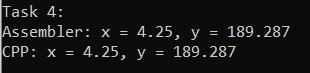 Task 4:
Assembler: x = 4.25, y = 189.287
CPP: x = 4.25, y = 189.287